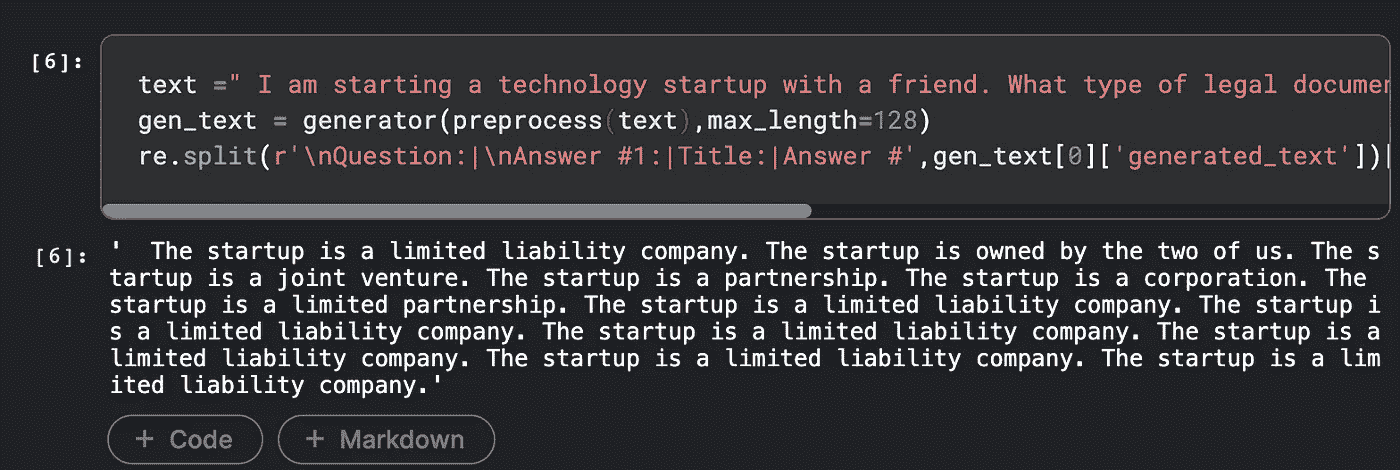 [6]:
text =" I am starting a technology startup with a friend. What type of legal documen
gen_text = generator(preprocess(text),max_length=128)
re.split(r'\nQuestion:|\nAnswer #1:|Title:|Answer #',gen_text[0]['generated_text'])[
[6]:
' The startup is a limited liability company. The startup is owned by the two of us. The s
tartup is a joint venture. The startup is a partnership. The startup is a corporation. The
startup is a limited partnership. The startup is a limited liability company. The startup i
s a limited liability company. The startup is a limited liability company. The startup is a
limited liability company. The startup is a limited liability company. The startup is a lim
ited liability company.'
+ Code + Markdown